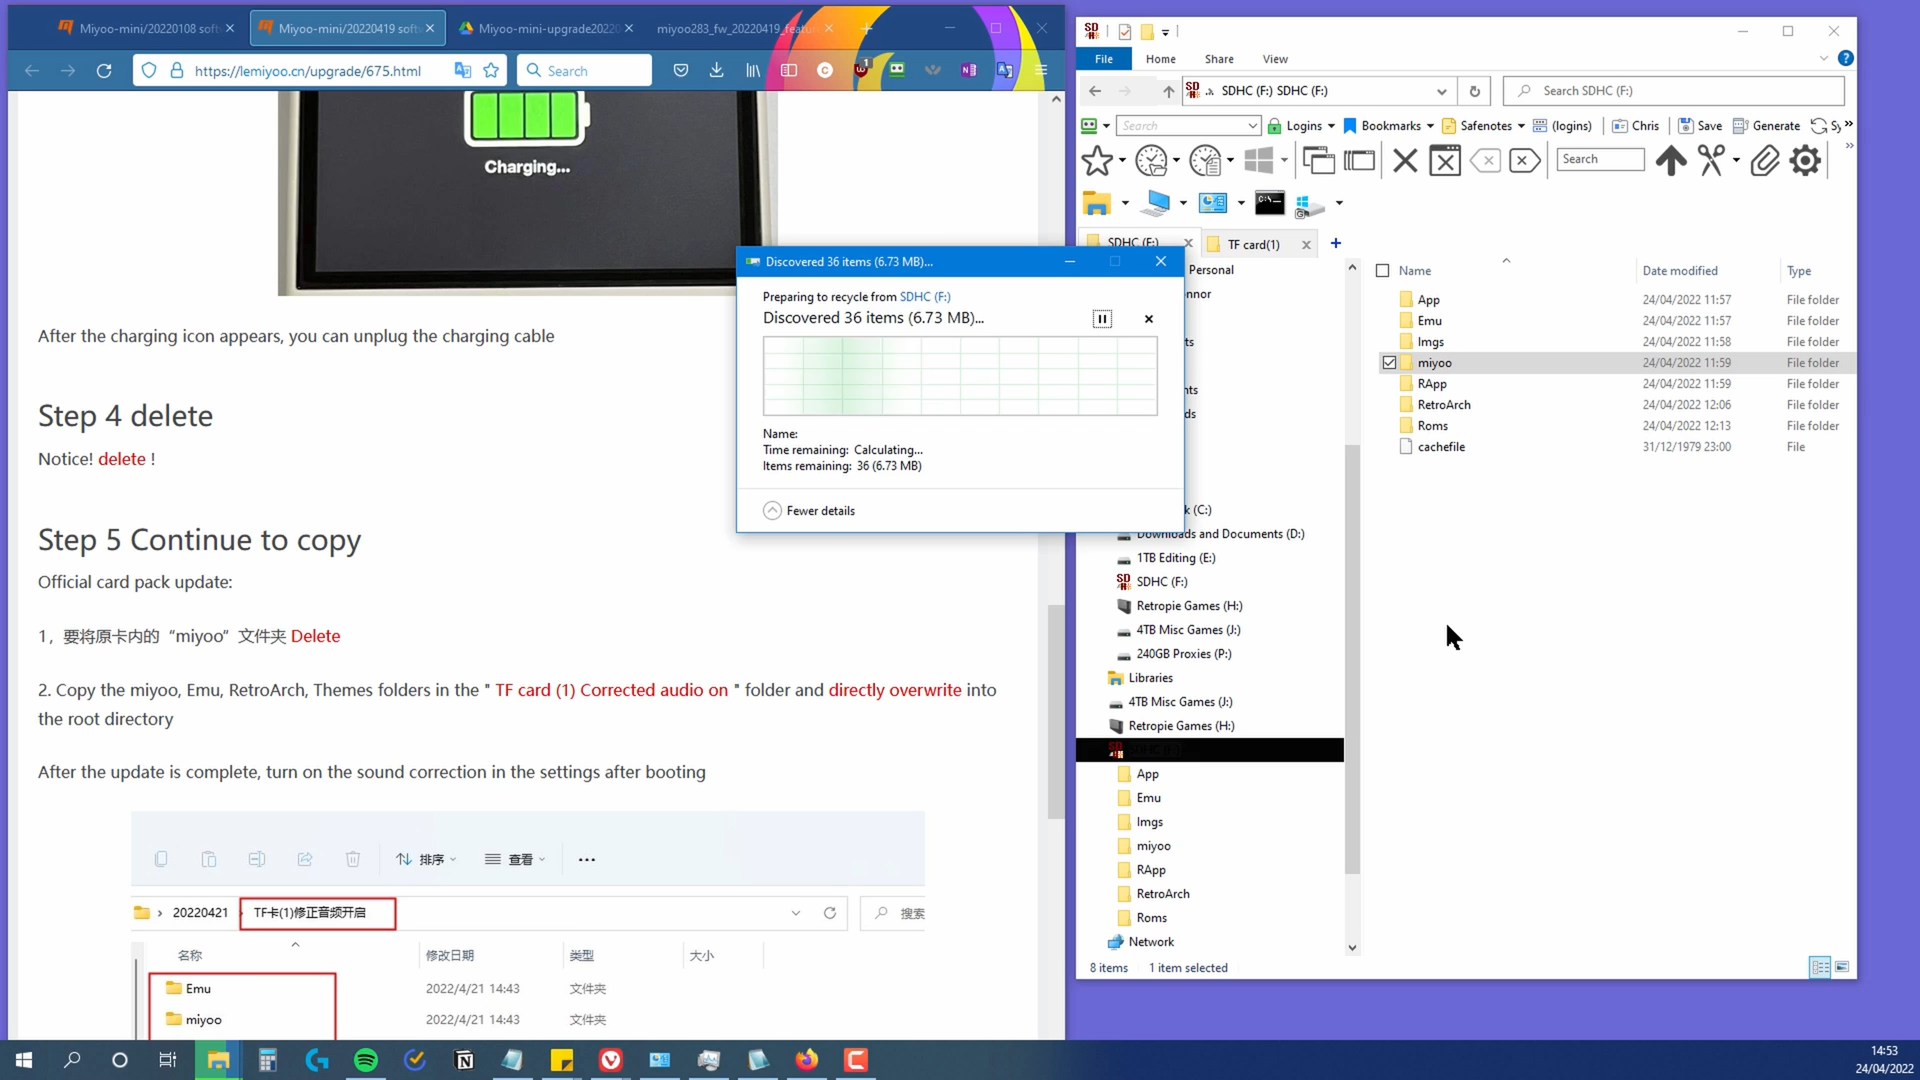 Miyoo-mini/20220108 soft
Miyoo-mini/20220419 soft
Miyoo-mini-upgrade20220
miyoo283_fw_20220419_featu
https://lemiyoo.cn/upgrade/675.html
Search
1
Charging...
After the charging icon appears, you can unplug the charging cable
Step 4 delete
Notice! delete !
Step 5 Continue to copy
Official card pack update:
1，要将原卡内的“miyoo”文件夹 Delete
2. Copy the miyoo, Emu, RetroArch, Themes folders in the " TF card (1) Corrected audio on " folder and directly overwrite into
the root directory
After the update is complete, turn on the sound correction in the settings after booting
排序
查看
20220421
TF卡(1)修正音频开启
搜索
名称
修改日期
类型
大小
Emu
2022/4/21 14:43
文件夹
miyoo
2022/4/21 14:43
文件夹
Discovered 36 items (6.73 MB)...
Preparing to recycle from SDHC (F:)
Discovered 36 items (6.73 MB)...
Name:
Time remaining: Calculating...
Items remaining: 36 (6.73 MB)
Fewer details
File
Home
Share
View
SDHC (F:) SDHC (F:)
Search SDHC (F:)
Search
Logins
Bookmarks
Safenotes
(logins)
Chris
Save
Generate
Sy
Search
SDHC (F:)
TF card(1)
Personal
nnor
ts
nts
ds
k (C:)
Downloads and Documents (D:)
1TB Editing (E:)
SDHC (F:)
Retropie Games (H:)
4TB Misc Games (J:)
240GB Proxies (P:)
Libraries
4TB Misc Games (J:)
Retropie Games (H:)
App
Emu
Imgs
miyoo
RApp
RetroArch
Roms
Network
Name
Date modified
Type
App
24/04/2022 11:57
File folder
Emu
24/04/2022 11:57
File folder
Imgs
24/04/2022 11:58
File folder
miyoo
24/04/2022 11:59
File folder
RApp
24/04/2022 11:59
File folder
RetroArch
24/04/2022 12:06
File folder
Roms
24/04/2022 12:13
File folder
cachefile
31/12/1979 23:00
File
8 items
1 item selected
14:53
24/04/2022